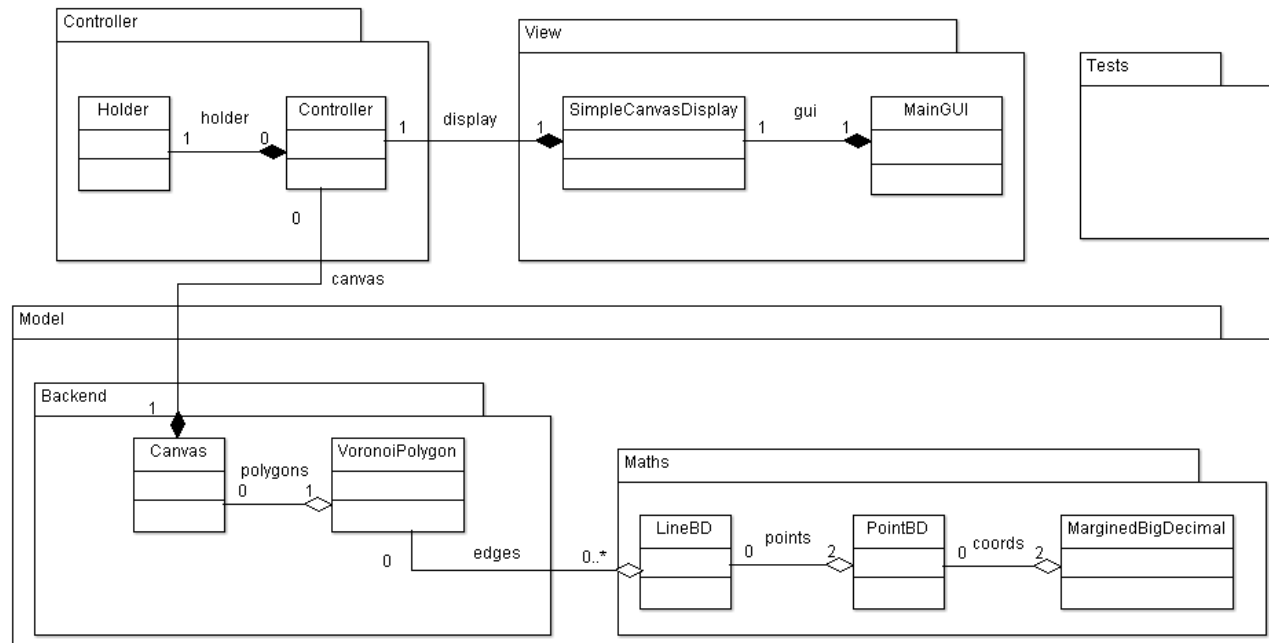 Controller
View
Tests
Holder
holder
Controller
display
SimpleCanvasDisplay
gui
MainGUI
1
0
1
1
1
1
0
canvas
Model
Backend
1
Canvas
polygons
VoronoiPolygon
0
1
Maths
LineBD
points
PointBD
coords
MarginedBigDecimal
0
edges
0..*
0
2
0
2